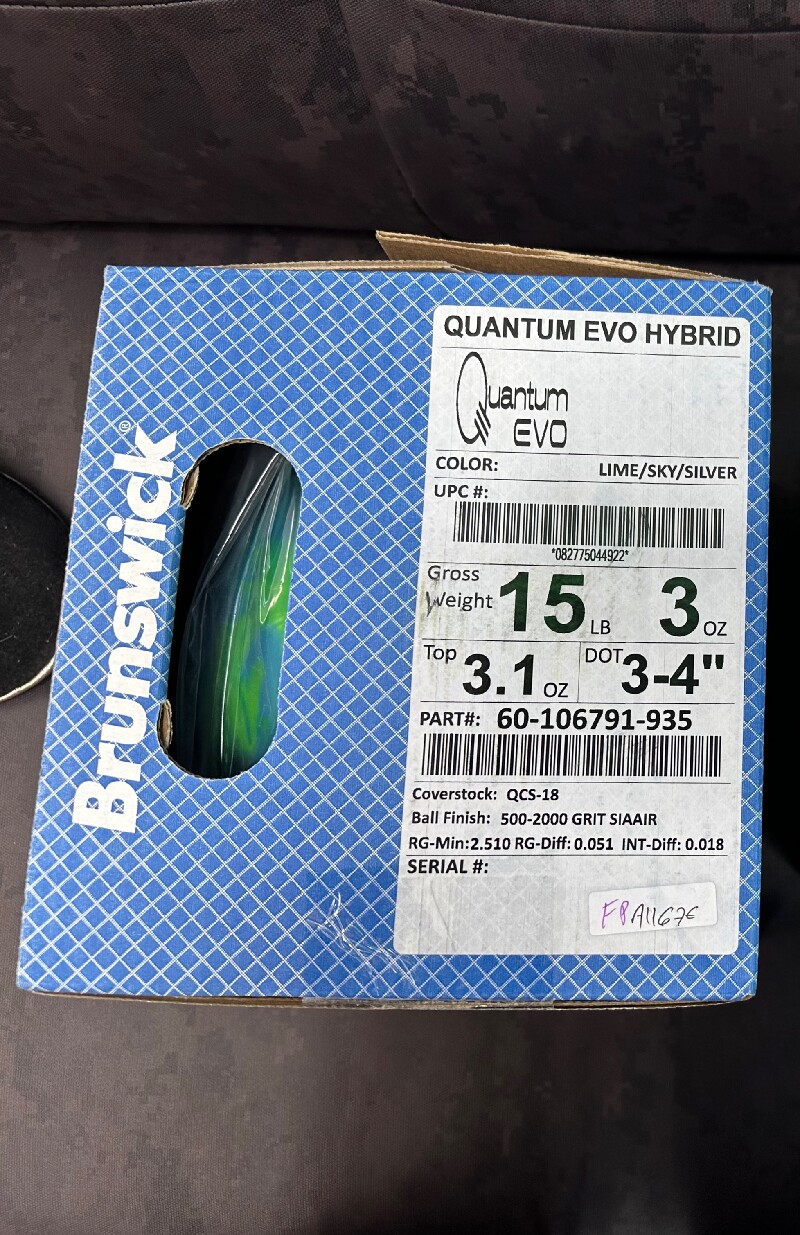 Brunswick®
QUANTUM EVO HYBRID
Quantum
EVO
COLOR: LIME/SKY/SILVER
UPC #:
*082775044922*
Gross Weight 15 LB 3 OZ
Top 3.1 OZ DOT 3-4"
PART#: 60-106791-935
Coverstock: QCS-18
Ball Finish: 500-2000 GRIT SIAAIR
RG-Min:2.510 RG-Diff: 0.051 INT-Diff: 0.018
SERIAL #: